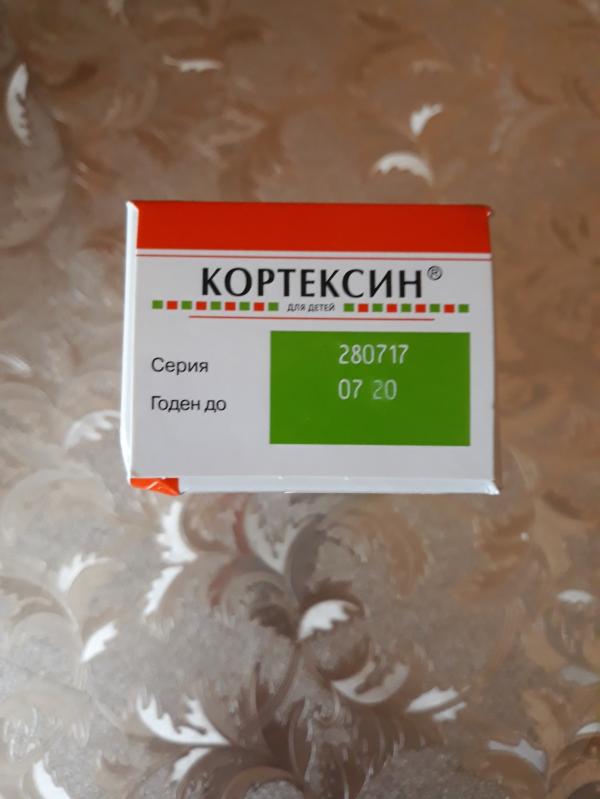 КОРТЕКСИН®
ДЛЯ ДЕТЕЙ
Серия 280717
Годен до 07 20